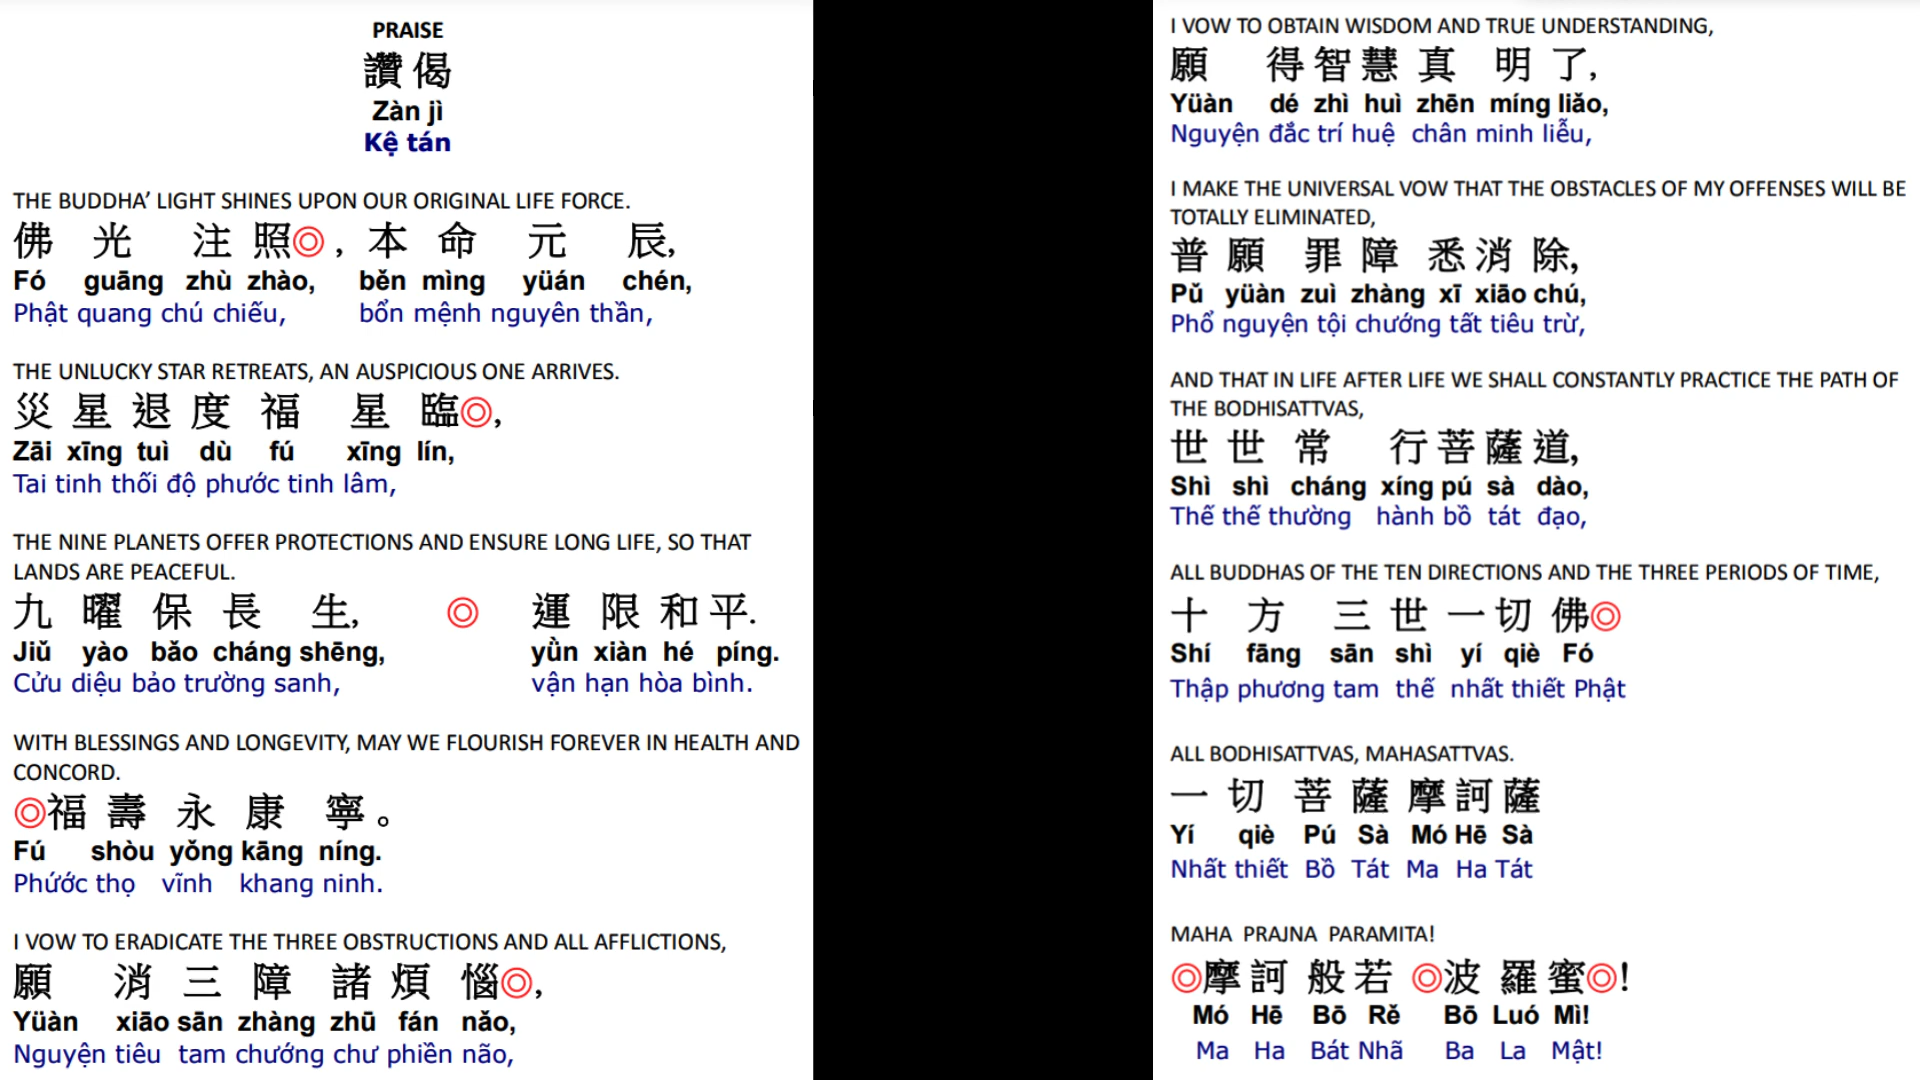 PRAISE
讚偈
Zàn jì
Kệ tán
THE BUDDHA’ LIGHT SHINES UPON OUR ORIGINAL LIFE FORCE.
佛 光 注 照◎, 本 命 元 辰,
Fó guāng zhù zhào, běn mìng yüán chén,
Phật quang chú chiếu, bổn mệnh nguyên thần,
THE UNLUCKY STAR RETREATS, AN AUSPICIOUS ONE ARRIVES.
災 星 退 度 福 星 臨◎,
Zāi xīng tuì dù fú xīng lín,
Tai tinh thối độ phước tinh lâm,
THE NINE PLANETS OFFER PROTECTIONS AND ENSURE LONG LIFE, SO THAT
LANDS ARE PEACEFUL.
九 曜 保 長 生, ◎ 運 限 和 平.
Jiǔ yào bǎo cháng shēng, yǜn xiàn hé píng.
Cửu diệu bảo trường sanh, vận hạn hòa bình.
WITH BLESSINGS AND LONGEVITY, MAY WE FLOURISH FOREVER IN HEALTH AND
CONCORD.
◎福 壽 永 康 寧。
Fú shòu yǒng kāng níng.
Phứớc thọ vĩnh khang ninh.
I VOW TO ERADICATE THE THREE OBSTRUCTIONS AND ALL AFFLICTIONS,
願 消 三 障 諸 煩 惱◎,
Yüàn xiāo sān zhàng zhū fán nǎo,
Nguyện tiêu tam chướng chư phiền não,
I VOW TO OBTAIN WISDOM AND TRUE UNDERSTANDING,
願 得 智 慧 真 明 了,
Yüàn dé zhì huì zhēn míng liǎo,
Nguyện đắc trí huệ chân minh liễu,
I MAKE THE UNIVERSAL VOW THAT THE OBSTACLES OF MY OFFENSES WILL BE
TOTALLY ELIMINATED,
普 願 罪 障 悉 消 除,
Pǔ yüàn zuì zhàng xī xiāo chú,
Phổ nguyện tội chướng tất tiêu trừ,
AND THAT IN LIFE AFTER LIFE WE SHALL CONSTANTLY PRACTICE THE PATH OF
THE BODHISATTVAS,
世 世 常 行 菩 薩 道,
Shì shì cháng xíng pú sà dào,
Thế thế thường hành bồ tát đạo,
ALL BUDDHAS OF THE TEN DIRECTIONS AND THE THREE PERIODS OF TIME,
十 方 三 世 一 切 佛◎
Shí fāng sān shì yí qiè Fó
Thập phương tam thế nhất thiết Phật
ALL BODHISATTVAS, MAHASATTVAS.
一 切 菩 薩 摩 訶 薩
Yí qiè Pú Sà Mó Hē Sà
Nhất thiết Bồ Tát Ma Ha Tát
MAHA PRAJNA PARAMITA!
◎摩 訶 般 若 ◎波 羅 蜜◎!
Mó Hē Bō Rě Bō Luó Mì!
Ma Ha Bát Nhã Ba La Mật!